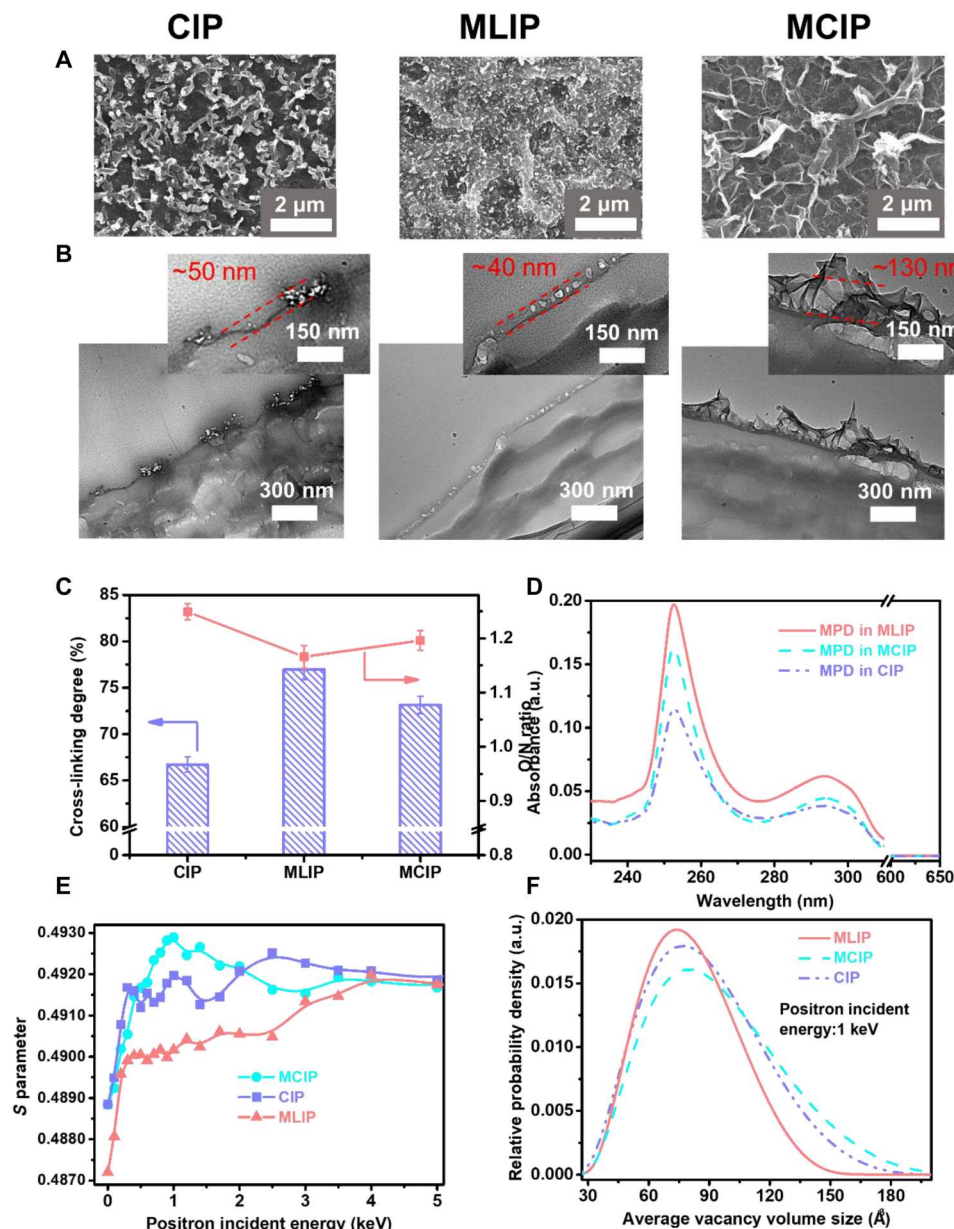 CIP MLIP MCIP
A
2 μm 2 μm 2 μm
B
~50 nm ~40 nm ~130 nm
150 nm 150 nm 150 nm
300 nm 300 nm 300 nm
C
Cross-linking degree (%)
85
80
75
70
65
60
0
1.2
1.1
1.0
0.9
0.8
O/N ratio
CIP MLIP MCIP
D
Absorbance (a.u.)
0.20
0.15
0.10
0.05
0.00
MPD in MLIP
MPD in MCIP
MPD in CIP
240 260 280 300 600 650
Wavelength (nm)
E
S parameter
0.4930
0.4920
0.4910
0.4900
0.4890
0.4880
0.4870
MCIP
CIP
MLIP
0 1 2 3 4 5
Positron incident energy (keV)
F
Relative probability density (a.u.)
0.020
0.015
0.010
0.005
0.000
MLIP
MCIP
CIP
Positron incident
energy:1 keV
30 60 90 120 150 180
Average vacancy volume size (Å)